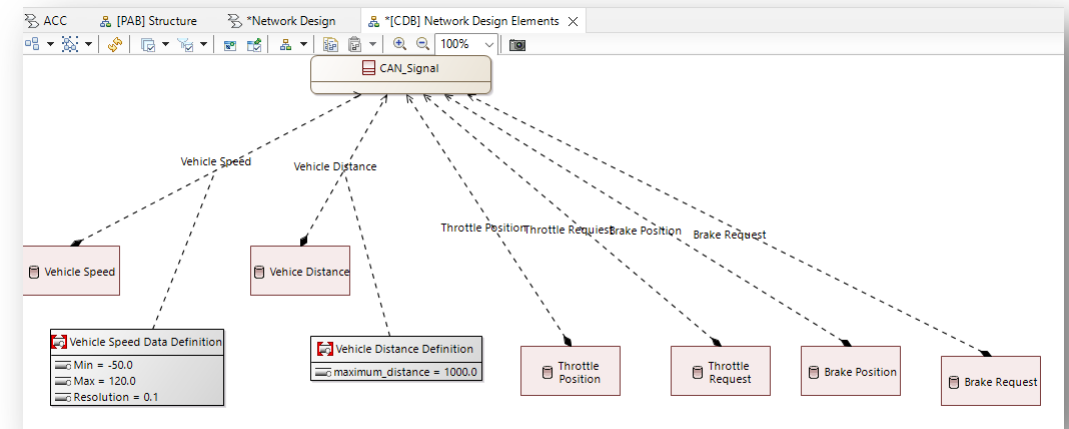 ACC
[PAB] Structure
*Network Design
*[CDB] Network Design Elements
100%
CAN_Signal
Vehicle Speed
Vehicle Distance
Throttle Position
Throttle Requiest
Brake Position
Brake Request
Vehicle Speed
Vehice Distance
Vehicle Speed Data Definition
Min = -50.0
Max = 120.0
Resolution = 0.1
Vehicle Distance Definition
maximum_distance = 1000.0
Throttle
Position
Throttle
Request
Brake Position
Brake Request